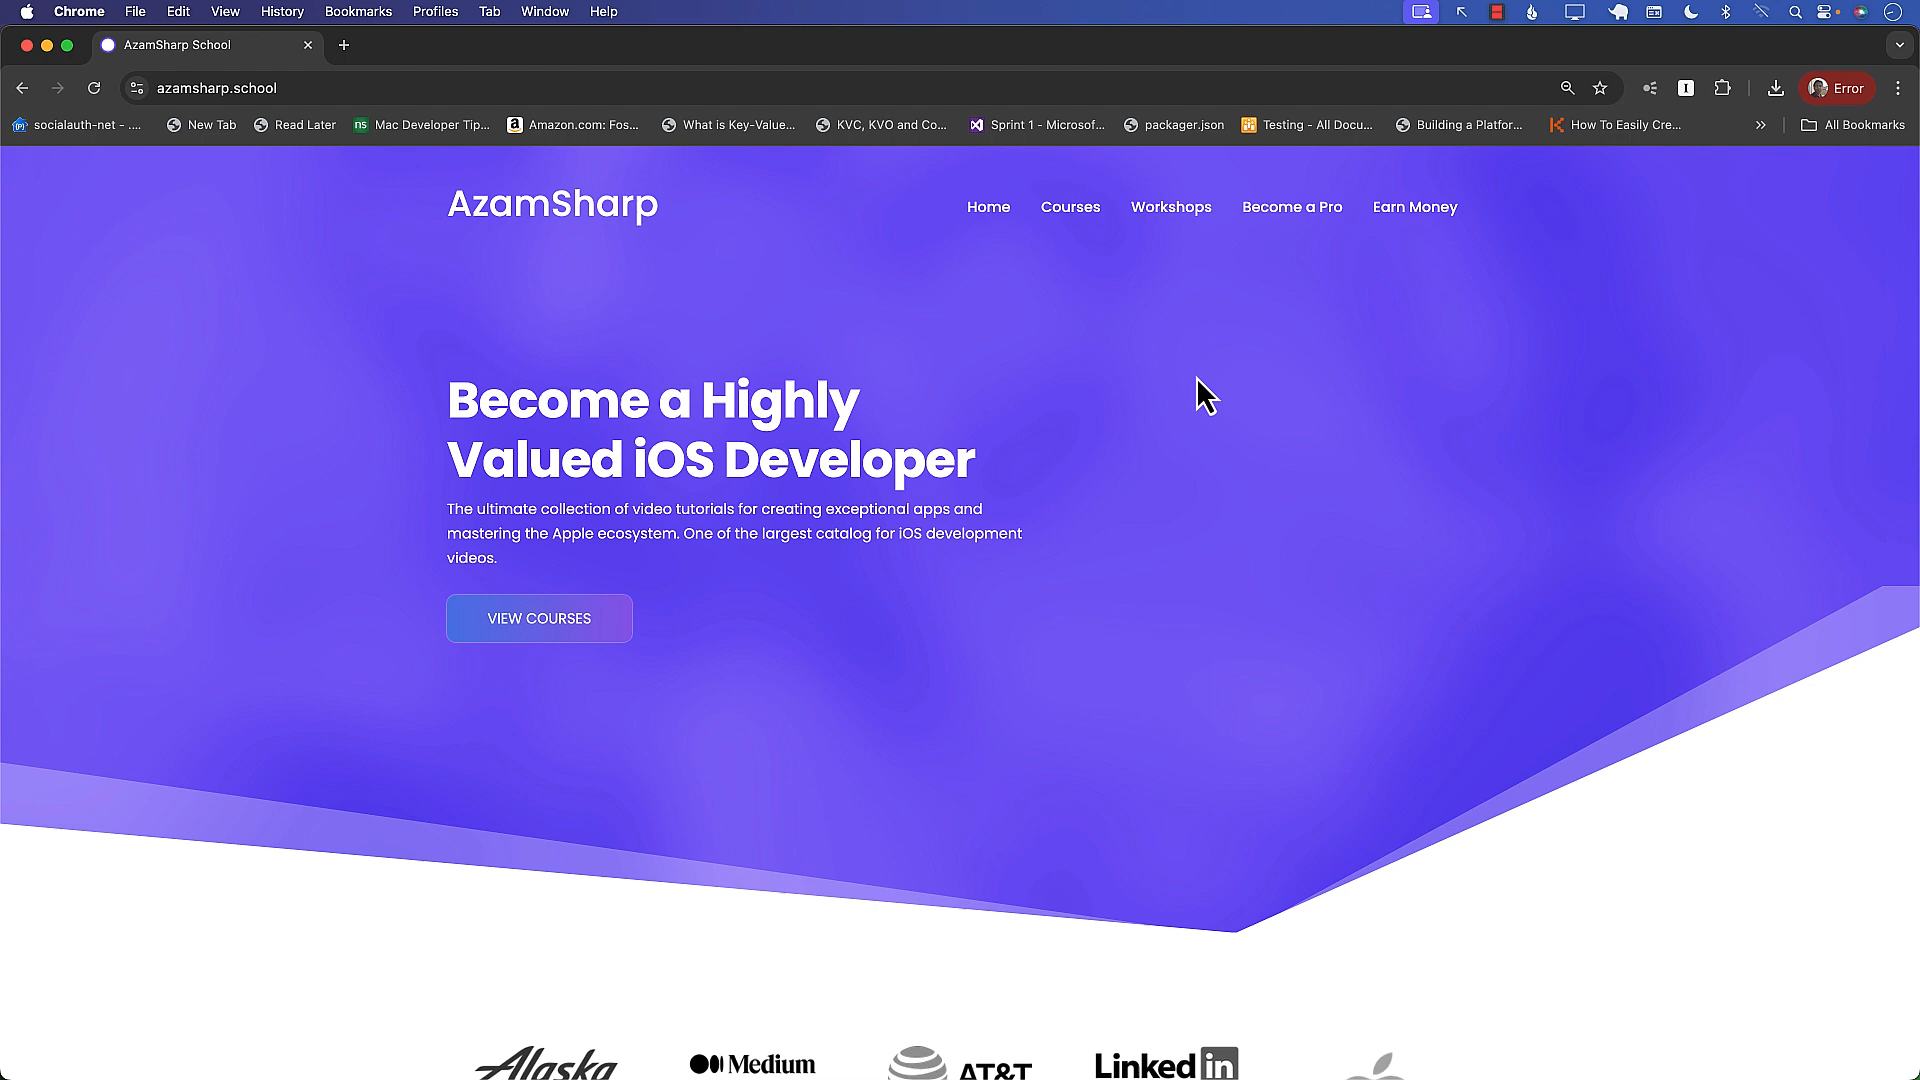 Chrome File Edit View History Bookmarks Profiles Tab Window Help
AzamSharp School
azamsharp.school
Error
socialauth-net - ....
New Tab
Read Later
ns
Mac Developer Tip...
Amazon.com: Fos...
What is Key-Value...
KVC, KVO and Co...
Sprint 1 - Microsof...
packager.json
Testing - All Docu...
Building a Platfor...
How To Easily Cre...
All Bookmarks
AzamSharp
Home Courses Workshops Become a Pro Earn Money
Become a Highly
Valued iOS Developer
The ultimate collection of video tutorials for creating exceptional apps and
mastering the Apple ecosystem. One of the largest catalog for iOS development
videos.
VIEW COURSES
Alaska
Medium
AT&T
Linked in